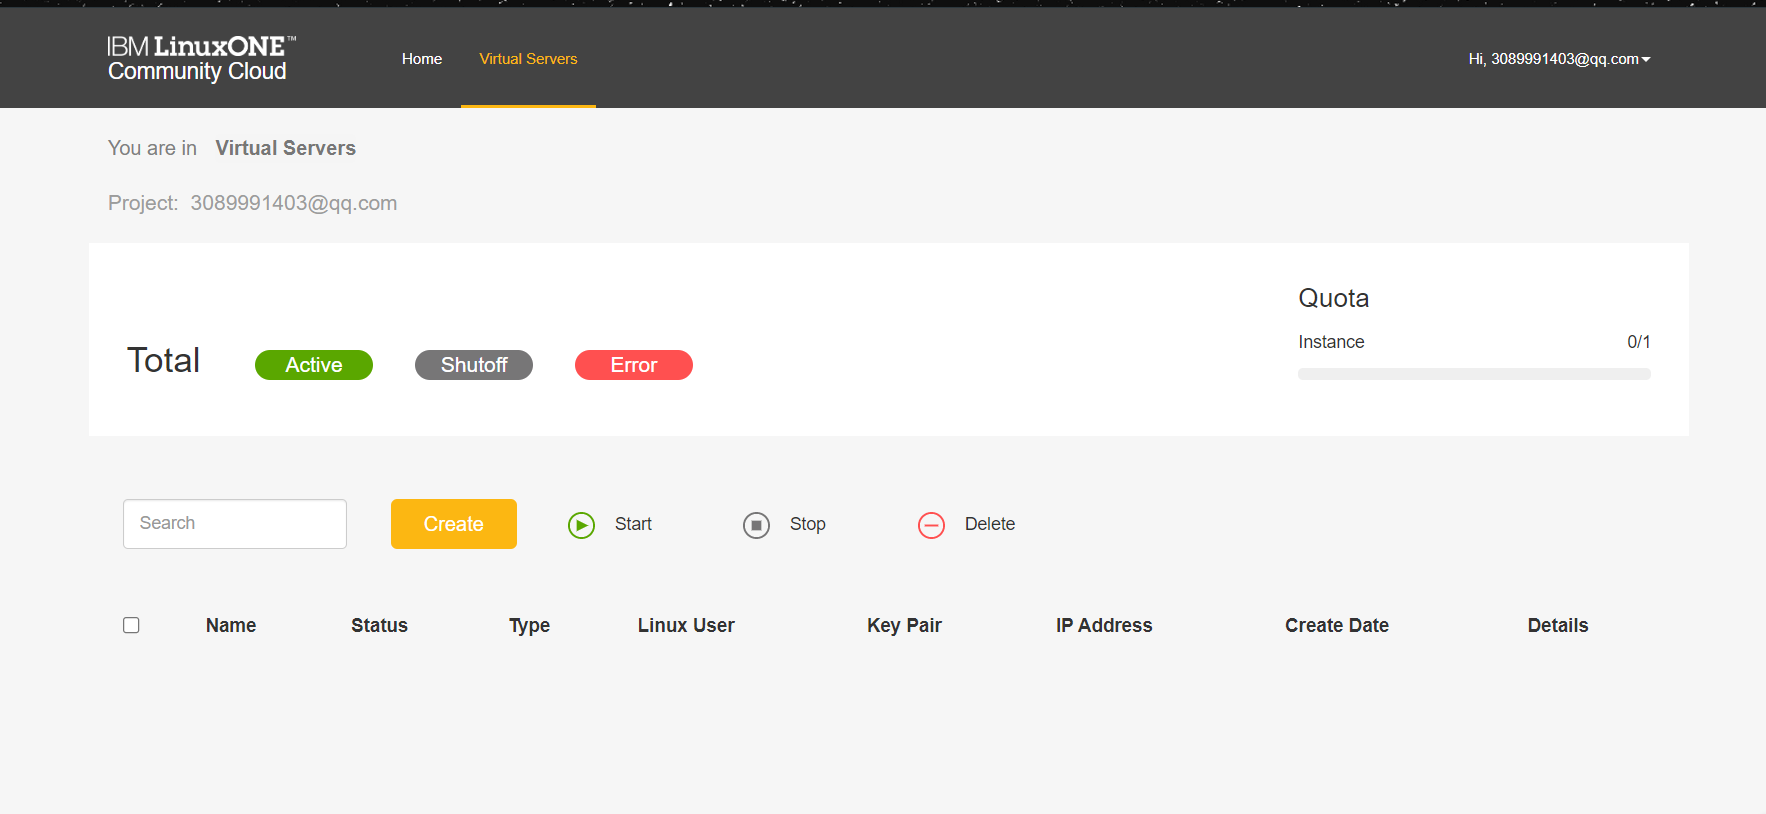 IBM LinuxONE™
Community Cloud
Home
Virtual Servers
Hi, 3089991403@qq.com
You are in Virtual Servers
Project: 3089991403@qq.com
Quota
Instance 0/1
Total Active Shutoff Error
Search Create Start Stop Delete
Name Status Type Linux User Key Pair IP Address Create Date Details